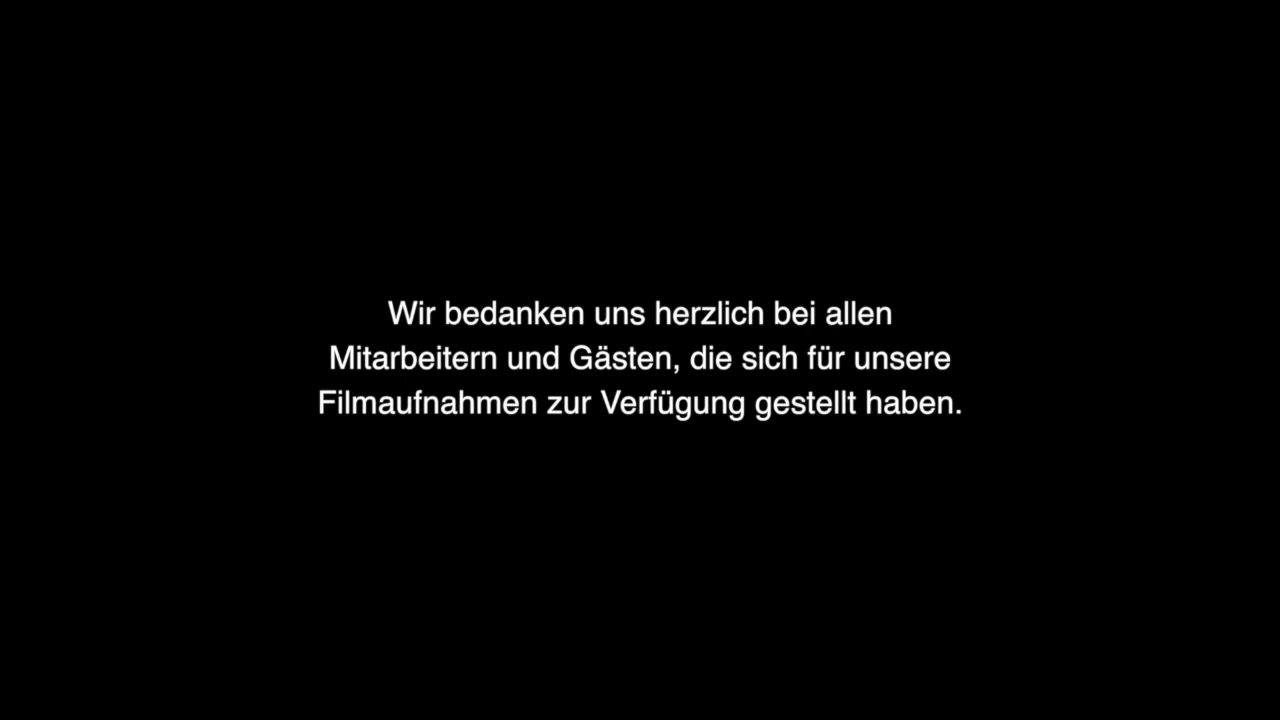 Wir bedanken uns herzlich bei allen
Mitarbeitern und Gästen, die sich für unsere
Filmaufnahmen zur Verfügung gestellt haben.